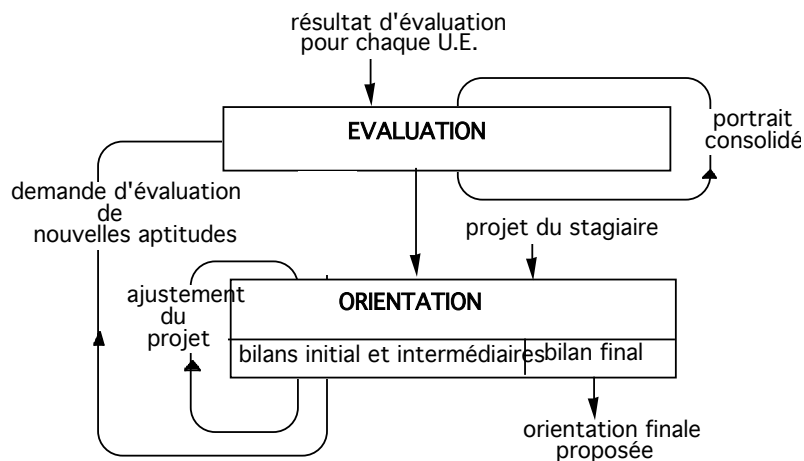 résultat d'évaluation
pour chaque U.E.
EVALUATION
portrait
consolidé
demande d'évaluation
de
nouvelles aptitudes
projet du stagiaire
ajustement
du
projet
ORIENTATION
bilans initial et intermédiaires
bilan final
orientation finale
proposée